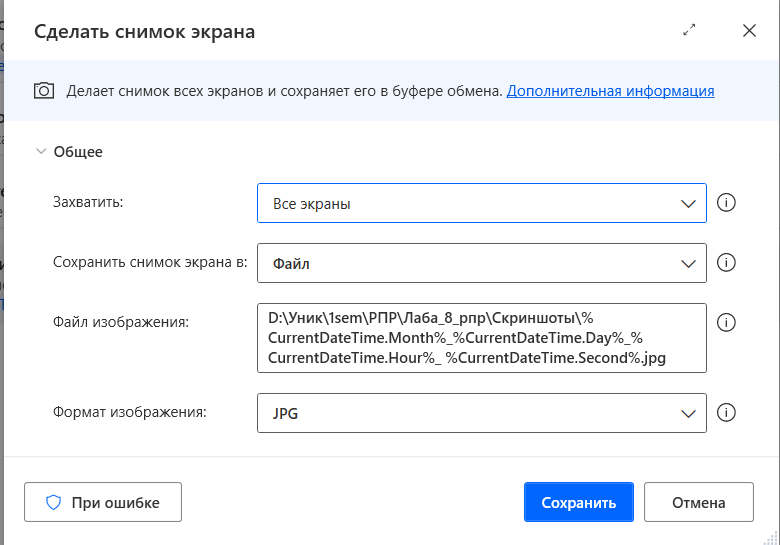 Сделать снимок экрана
Делает снимок всех экранов и сохраняет его в буфере обмена. Дополнительная информация
Общее
Захватить:
Все экраны
Сохранить снимок экрана в:
Файл
Файл изображения:
D:\Уник\1sem\РПР\Лаба_8_рпр\Скриншоты\%
CurrentDateTime.Month%_%CurrentDateTime.Day%_%
CurrentDateTime.Hour%_ %CurrentDateTime.Second%.jpg
Формат изображения:
JPG
При ошибке
Сохранить
Отмена